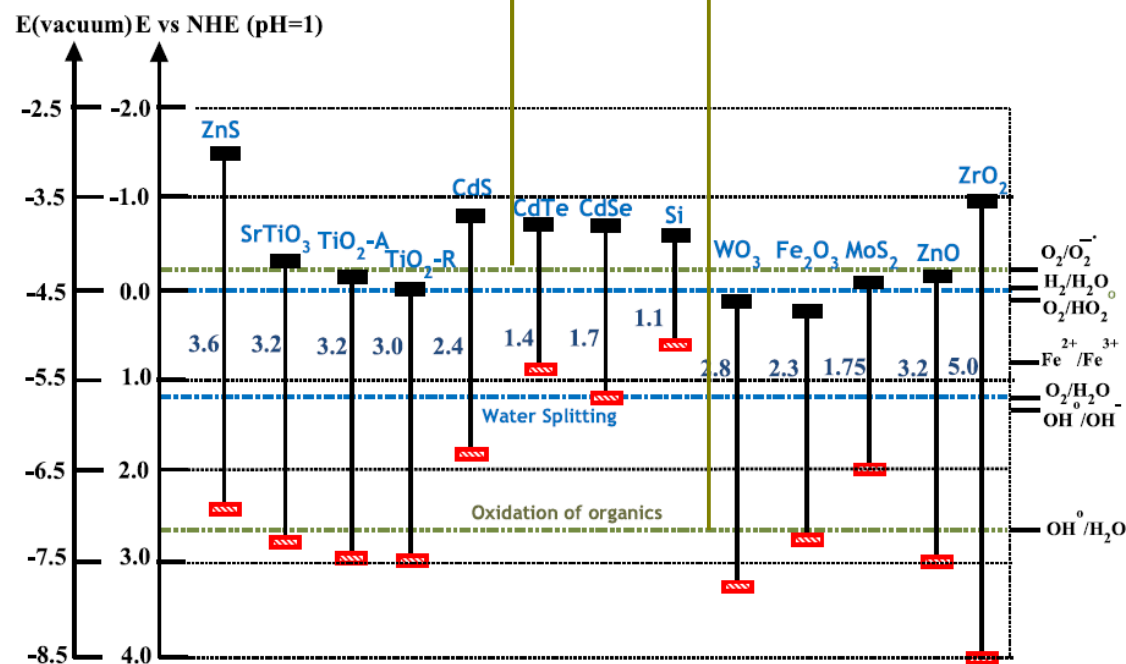 E(vacuum) E vs NHE (pH=1)
-2.5 -2.0
ZnS
-3.5 -1.0
CdS
ZrO₂
CdTe CdSe Si
SrTiO₃ TiO₂-A TiO₂-R
WO₃ Fe₂O₃ MoS₂ ZnO
O₂/O₂⁻•
-4.5 0.0
H₂/H₂O
O₂/HO₂°
3.6 3.2 3.2 3.0 2.4 1.4 1.7 1.1 2.8 2.3 1.75 3.2 5.0
Fe²⁺/Fe³⁺
-5.5 1.0
O₂/H₂O
Water Splitting
OH°/OH⁻
-6.5 2.0
Oxidation of organics
OH°/H₂O
-7.5 3.0
-8.5 4.0